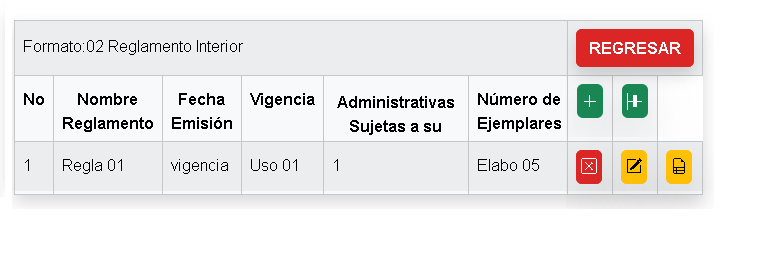 Formato:02 Reglamento Interior
REGRESAR
No
Nombre
Reglamento
Fecha
Emisión
Vigencia
Administrativas
Sujetas a su
Número de
Ejemplares
1
Regla 01
vigencia
Uso 01
1
Elabo 05